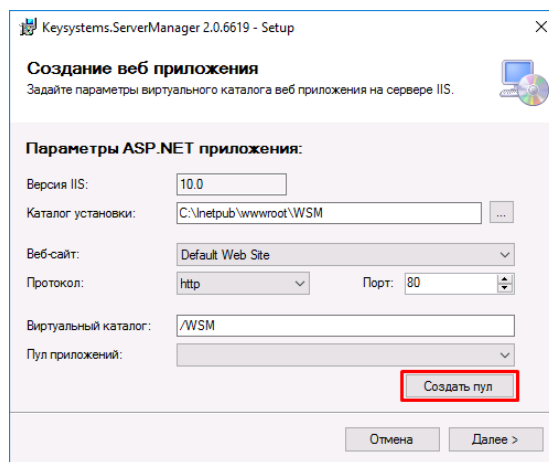 Keysystems.ServerManager 2.0.6619 - Setup
Создание веб приложения
Задайте параметры виртуального каталога веб приложения на сервере IIS.
Параметры ASP.NET приложения:
Версия IIS: 10.0
Каталог установки: C:\Inetpub\wwwroot\WSM ...
Веб-сайт: Default Web Site
Протокол: http Порт: 80
Виртуальный каталог: /WSM
Пул приложений:
Создать пул
Отмена Далее >